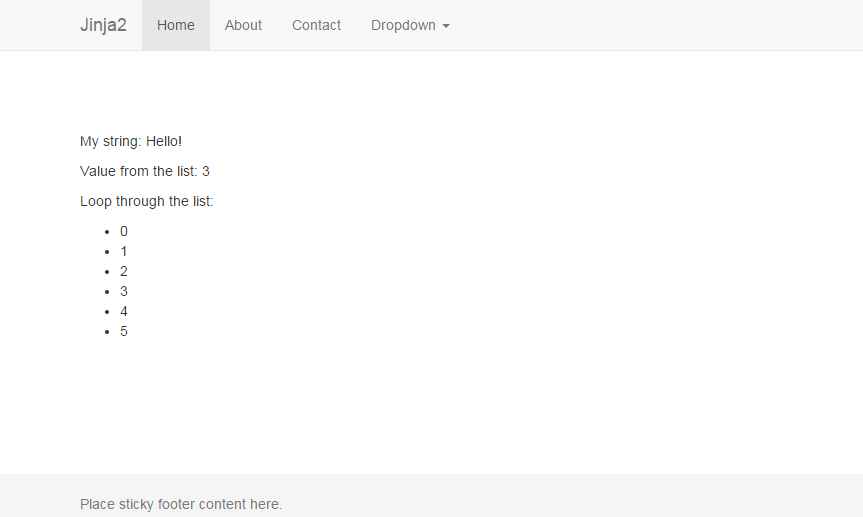 Jinja2 Home About Contact Dropdown
My string: Hello!
Value from the list: 3
Loop through the list:
• 0
• 1
• 2
• 3
• 4
• 5
Place sticky footer content here.